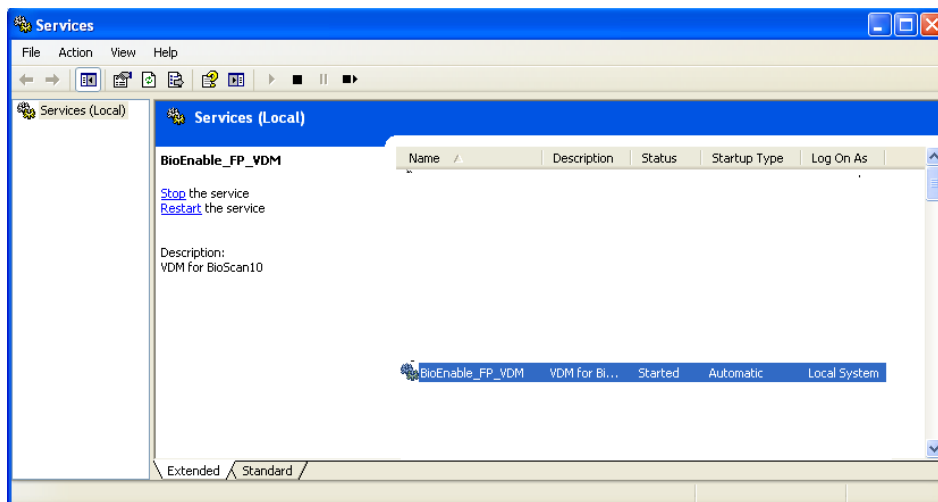 Services
File Action View Help
Services (Local)
Services (Local)
BioEnable_FP_VDM
Stop the service
Restart the service
Description:
VDM for BioScan10
Name Description Status Startup Type Log On As
BioEnable_FP_VDM VDM for Bi... Started Automatic Local System
Extended Standard